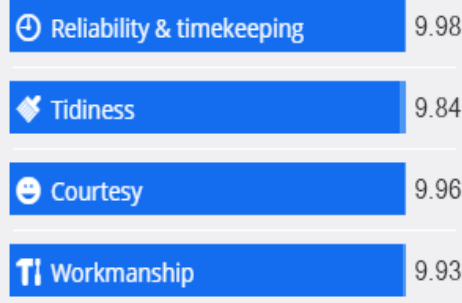 Reliability & timekeeping 9.98
Tidiness 9.84
Courtesy 9.96
Workmanship 9.93